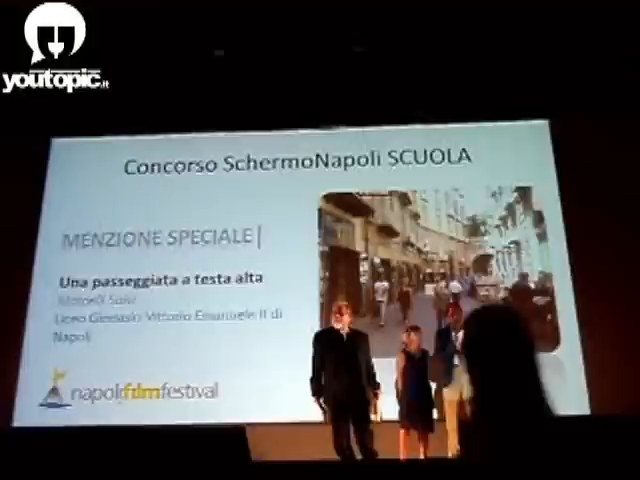 youtopic.it
Concorso SchermoNapoli SCUOLA
MENZIONE SPECIALE
Una passeggiata a testa alta
Liceo Ginnasio Vittorio Emanuele II di
Napoli
napolifilmfestival